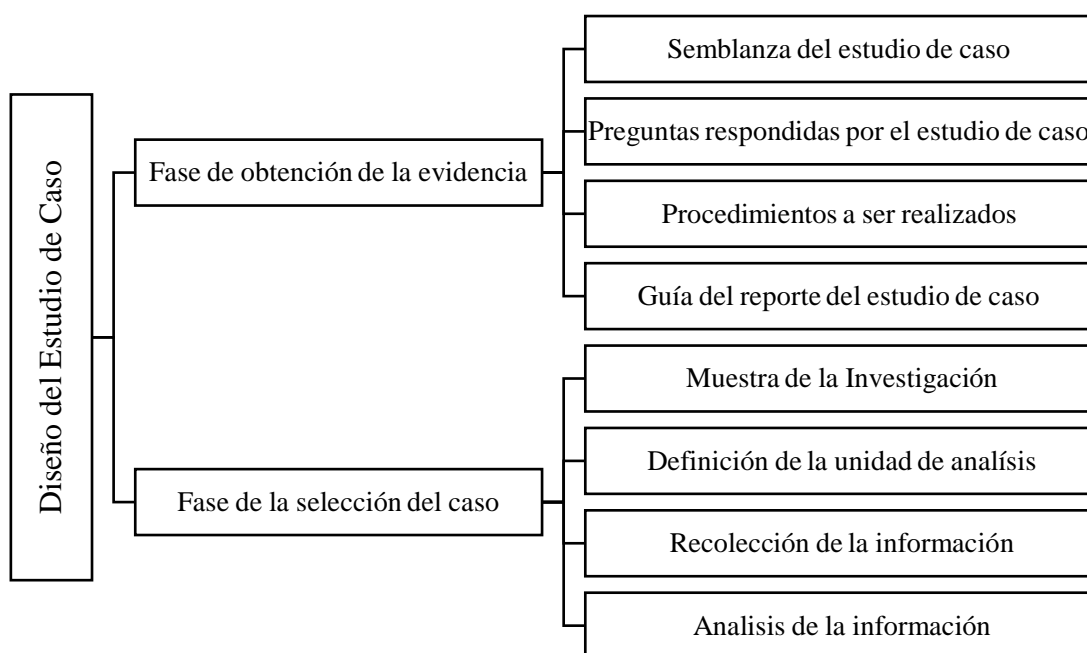 Diseño del Estudio de Caso
Fase de obtención de la evidencia
Semblanza del estudio de caso
Preguntas respondidas por el estudio de caso
Procedimientos a ser realizados
Guía del reporte del estudio de caso
Fase de la selección del caso
Muestra de la Investigación
Definición de la unidad de analísis
Recolección de la información
Analisis de la información